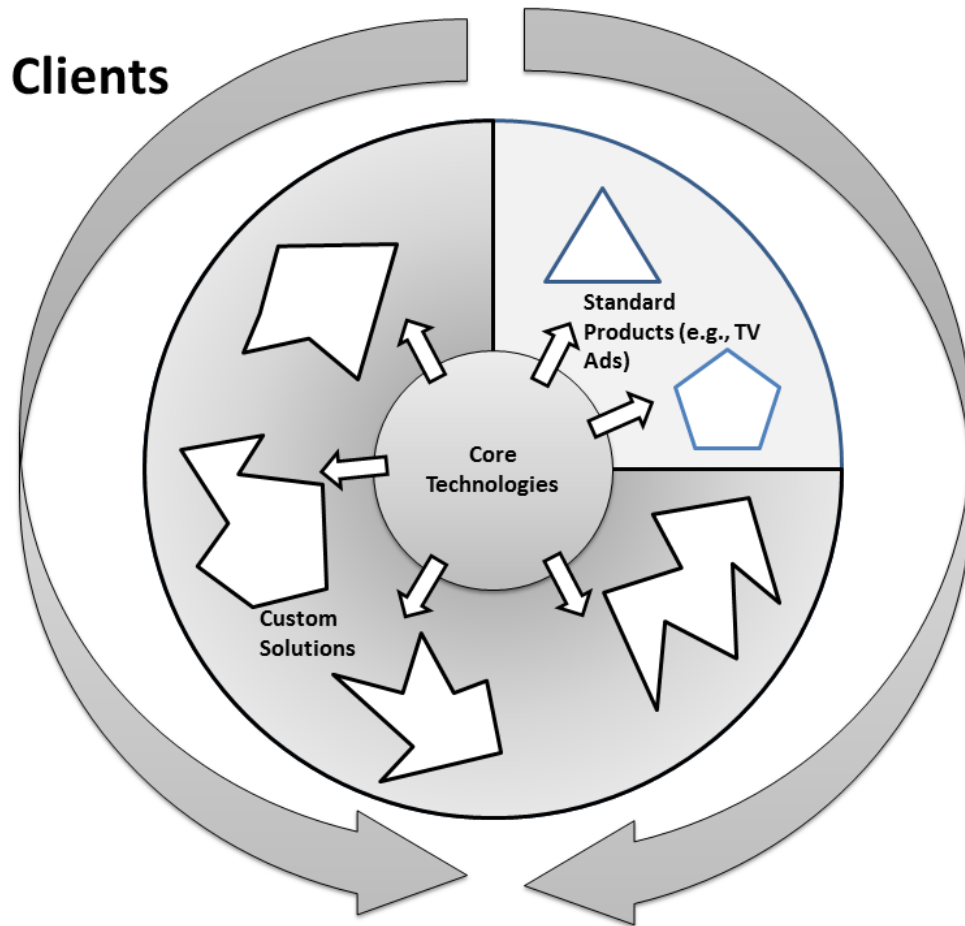 Clients
Standard
Products (e.g., TV
Ads)
Core
Technologies
Custom
Solutions